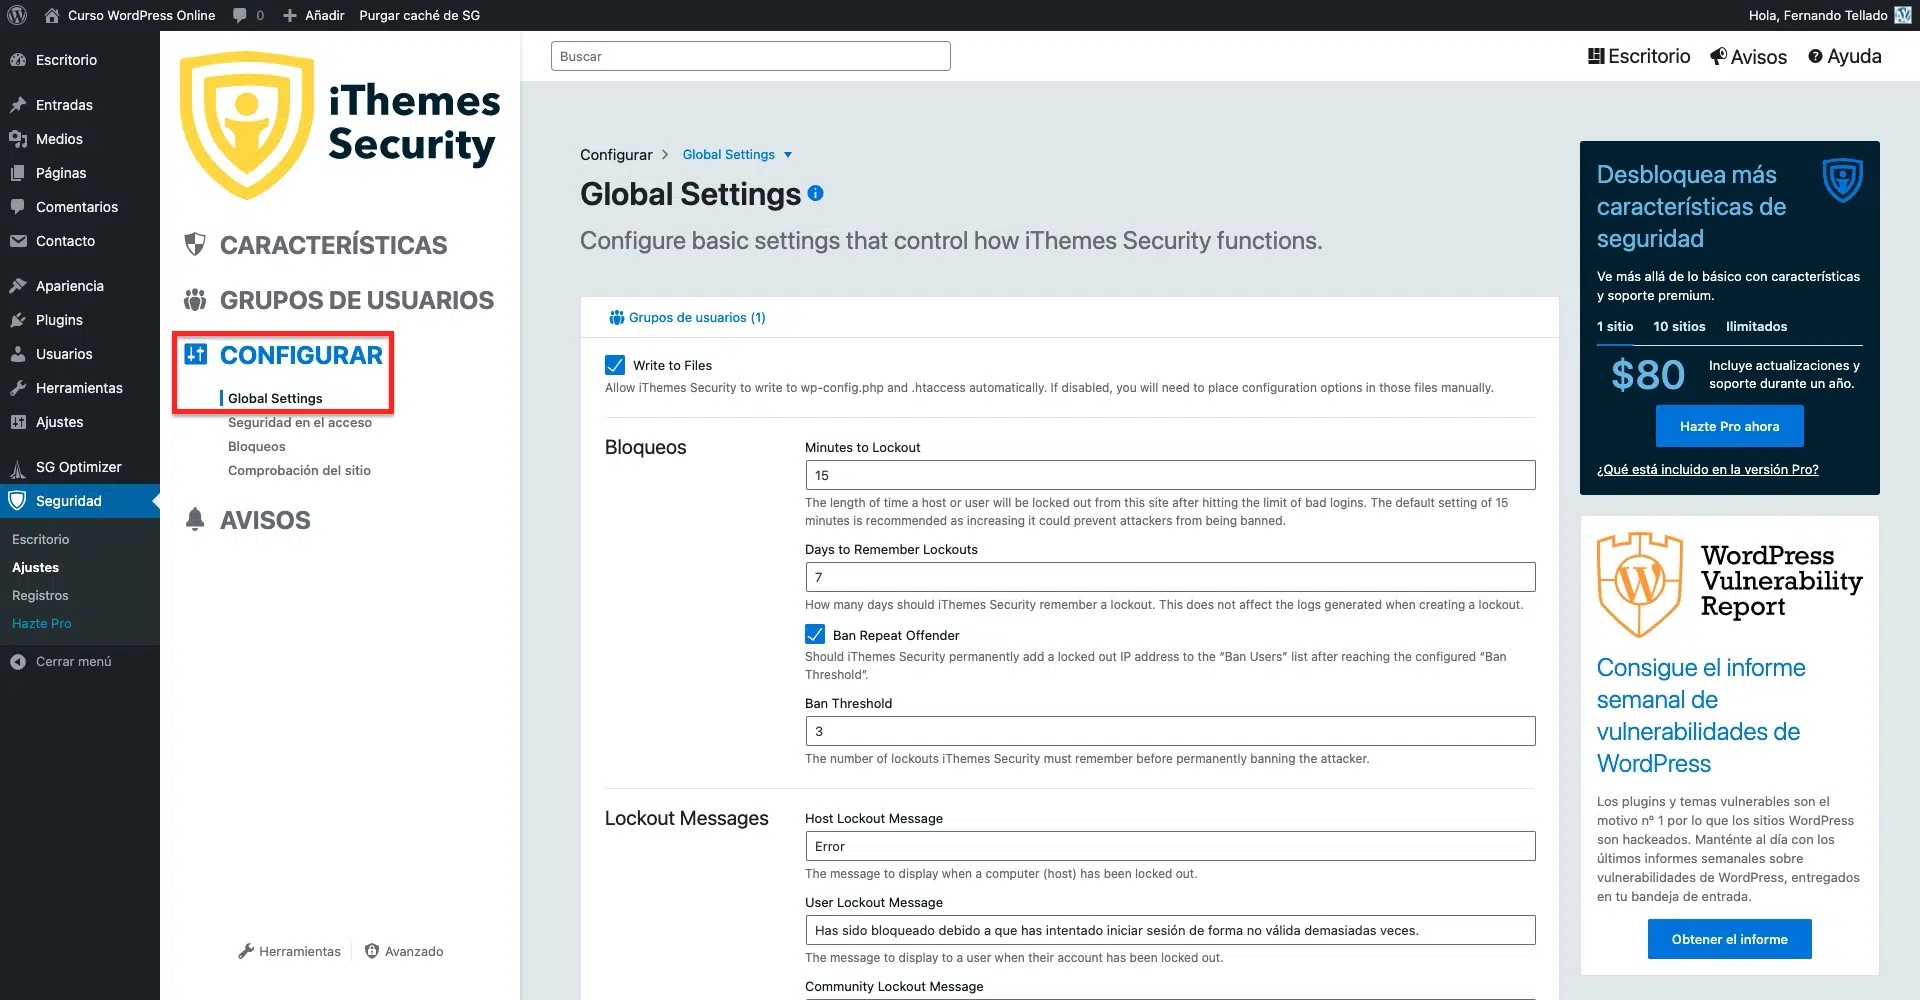 Curso WordPress Online
0
Añadir
Purgar caché de SG
Hola, Fernando Tellado
Escritorio
Entradas
Medios
Páginas
Comentarios
Contacto
Apariencia
Plugins
Usuarios
Herramientas
Ajustes
SG Optimizer
Seguridad
Escritorio
Ajustes
Registros
Hazte Pro
Cerrar menú
iThemes
Security
CARACTERÍSTICAS
GRUPOS DE USUARIOS
CONFIGURAR
Global Settings
Seguridad en el acceso
Bloqueos
Comprobación del sitio
AVISOS
Herramientas
Avanzado
Buscar
Escritorio
Avisos
Ayuda
Configurar > Global Settings
Global Settings
Configure basic settings that control how iThemes Security functions.
Grupos de usuarios (1)
Write to Files
Allow iThemes Security to write to wp-config.php and .htaccess automatically. If disabled, you will need to place configuration options in those files manually.
Bloqueos
Minutes to Lockout
15
The length of time a host or user will be locked out from this site after hitting the limit of bad logins. The default setting of 15
minutes is recommended as increasing it could prevent attackers from being banned.
Days to Remember Lockouts
7
How many days should iThemes Security remember a lockout. This does not affect the logs generated when creating a lockout.
Ban Repeat Offender
Should iThemes Security permanently add a locked out IP address to the “Ban Users” list after reaching the configured “Ban
Threshold”.
Ban Threshold
3
The number of lockouts iThemes Security must remember before permanently banning the attacker.
Lockout Messages
Host Lockout Message
Error
The message to display when a computer (host) has been locked out.
User Lockout Message
Has sido bloqueado debido a que has intentado iniciar sesión de forma no válida demasiadas veces.
The message to display to a user when their account has been locked out.
Community Lockout Message
Desbloquea más
características de
seguridad
Ve más allá de lo básico con características
y soporte premium.
1 sitio
10 sitios
Ilimitados
$80
Incluye actualizaciones y
soporte durante un año.
Hazte Pro ahora
¿Qué está incluido en la versión Pro?
WordPress
Vulnerability
Report
Consigue el informe
semanal de
vulnerabilidades de
WordPress
Los plugins y temas vulnerables son el
motivo nº 1 por lo que los sitios WordPress
son hackeados. Manténte al día con los
últimos informes semanales sobre
vulnerabilidades de WordPress, entregados
en tu bandeja de entrada.
Obtener el informe